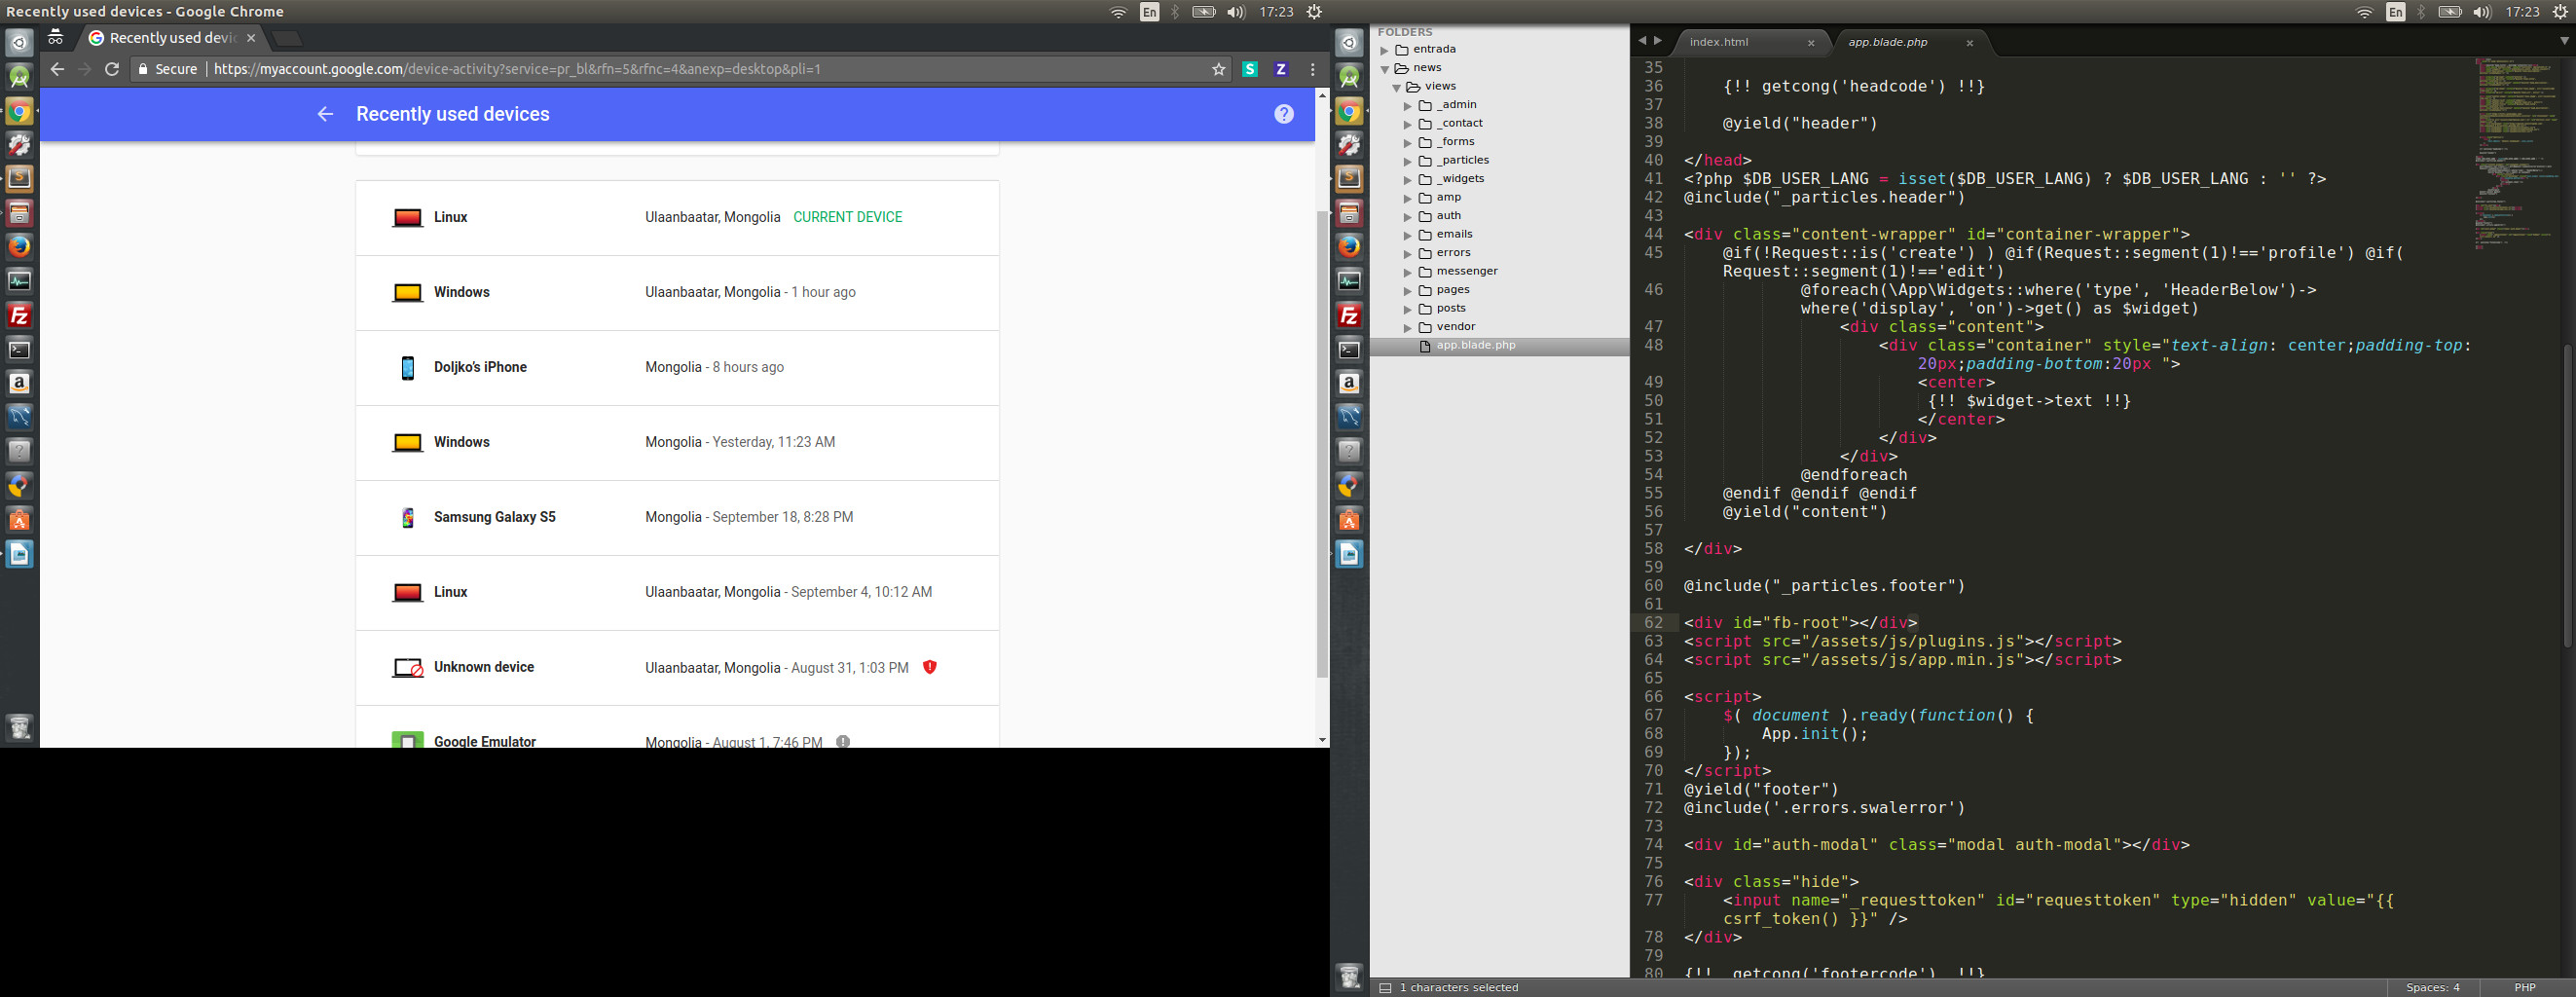 Recently used devices - Google Chrome
En
17:23
En
17:23
Recently used devic
Secure
https://myaccount.google.com/device-activity?service=pr_bl&rfn=5&rfnc=4&anexp=desktop&pli=1
S
Z
Recently used devices
Linux
Ulaanbaatar, Mongolia CURRENT DEVICE
Windows
Ulaanbaatar, Mongolia - 1 hour ago
Doljko's iPhone
Mongolia - 8 hours ago
Windows
Mongolia - Yesterday, 11:23 AM
Samsung Galaxy S5
Mongolia - September 18, 8:28 PM
Linux
Ulaanbaatar, Mongolia - September 4, 10:12 AM
Unknown device
Ulaanbaatar, Mongolia - August 31, 1:03 PM
Google Emulator
Mongolia - August 1, 7:46 PM
FOLDERS
entrada
news
views
_admin
_contact
_forms
_particles
_widgets
amp
auth
emails
errors
messenger
pages
posts
vendor
app.blade.php
index.html
app.blade.php
35
36 {!! getcong('headcode') !!}
37
38 @yield("header")
39
40 </head>
41 <?php $DB_USER_LANG = isset($DB_USER_LANG) ? $DB_USER_LANG : '' ?>
42 @include("_particles.header")
43
44 <div class="content-wrapper" id="container-wrapper">
45 @if(!Request::is('create') ) @if(Request::segment(1)!=='profile') @if(
Request::segment(1)!=='edit')
46 @foreach(\App\Widgets::where('type', 'HeaderBelow')->
where('display', 'on')->get() as $widget)
47 <div class="content">
48 <div class="container" style="text-align: center;padding-top:
20px;padding-bottom:20px ">
49 <center>
50 {!! $widget->text !!}
51 </center>
52 </div>
53 </div>
54 @endforeach
55 @endif @endif @endif
56 @yield("content")
57
58 </div>
59
60 @include("_particles.footer")
61
62 <div id="fb-root"></div>
63 <script src="/assets/js/plugins.js"></script>
64 <script src="/assets/js/app.min.js"></script>
65
66 <script>
67 $( document ).ready(function() {
68 App.init();
69 });
70 </script>
71 @yield("footer")
72 @include('.errors.swalerror')
73
74 <div id="auth-modal" class="modal auth-modal"></div>
75
76 <div class="hide">
77 <input name="_requesttoken" id="requesttoken" type="hidden" value="{{
csrf_token() }}" />
78 </div>
79
80 {!! getcong('footercode') !!}
1 characters selected
Spaces: 4
PHP